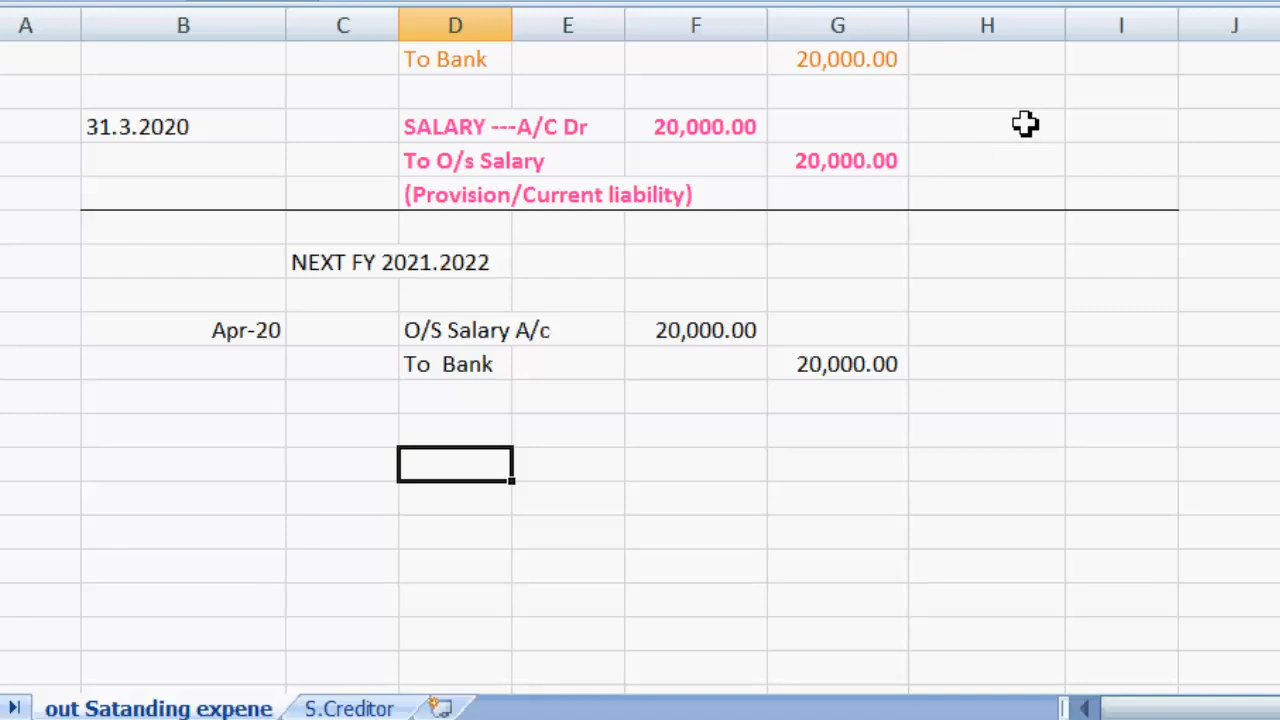 A B C D E F G H I J
To Bank 20,000.00
31.3.2020 SALARY ---A/C Dr 20,000.00
To O/s Salary 20,000.00
(Provision/Current liability)
NEXT FY 2021.2022
Apr-20 O/S Salary A/c 20,000.00
To Bank 20,000.00
out Satanding expene S.Creditor